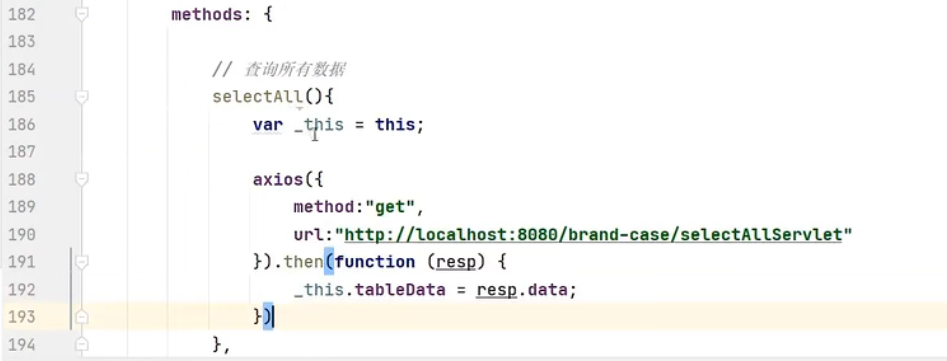 182 methods: {
183
184 // 查询所有数据
185 selectAll(){
186 var _this = this;
187
188 axios({
189 method:"get",
190 url:"http://localhost:8080/brand-case/selectAllServlet"
191 }).then(function (resp) {
192 _this.tableData = resp.data;
193 })
194 },